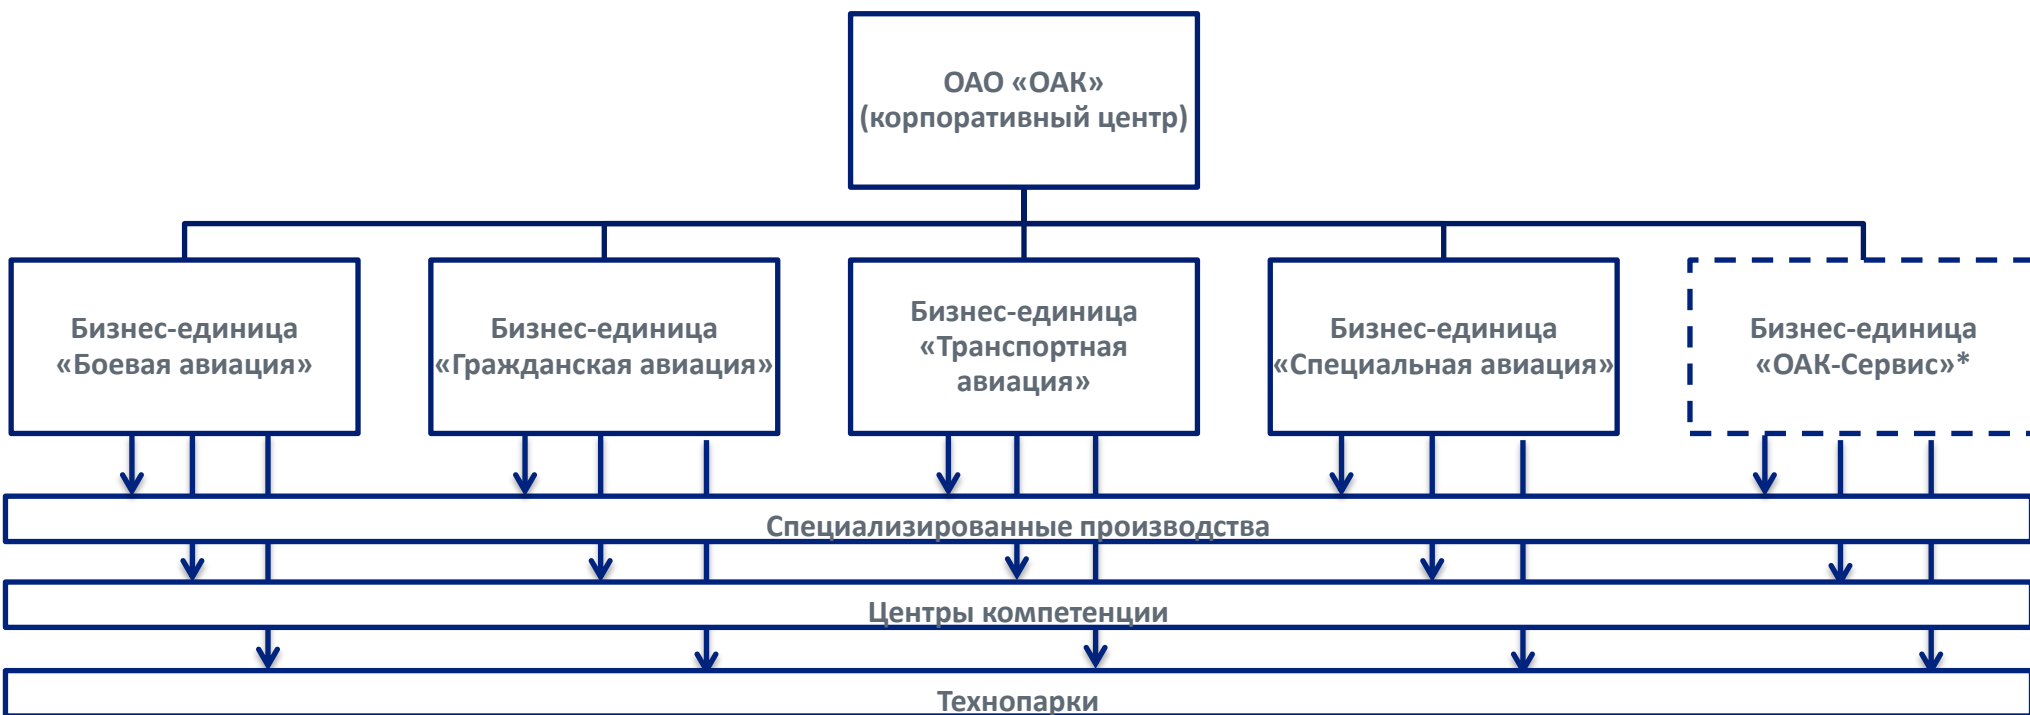 ОАО «ОАК»
(корпоративный центр)
Бизнес-единица
«Боевая авиация»
Бизнес-единица
«Гражданская авиация»
Бизнес-единица
«Транспортная
авиация»
Бизнес-единица
«Специальная авиация»
Бизнес-единица
«ОАК-Сервис»*
Специализированные производства
Центры компетенции
Технопарки